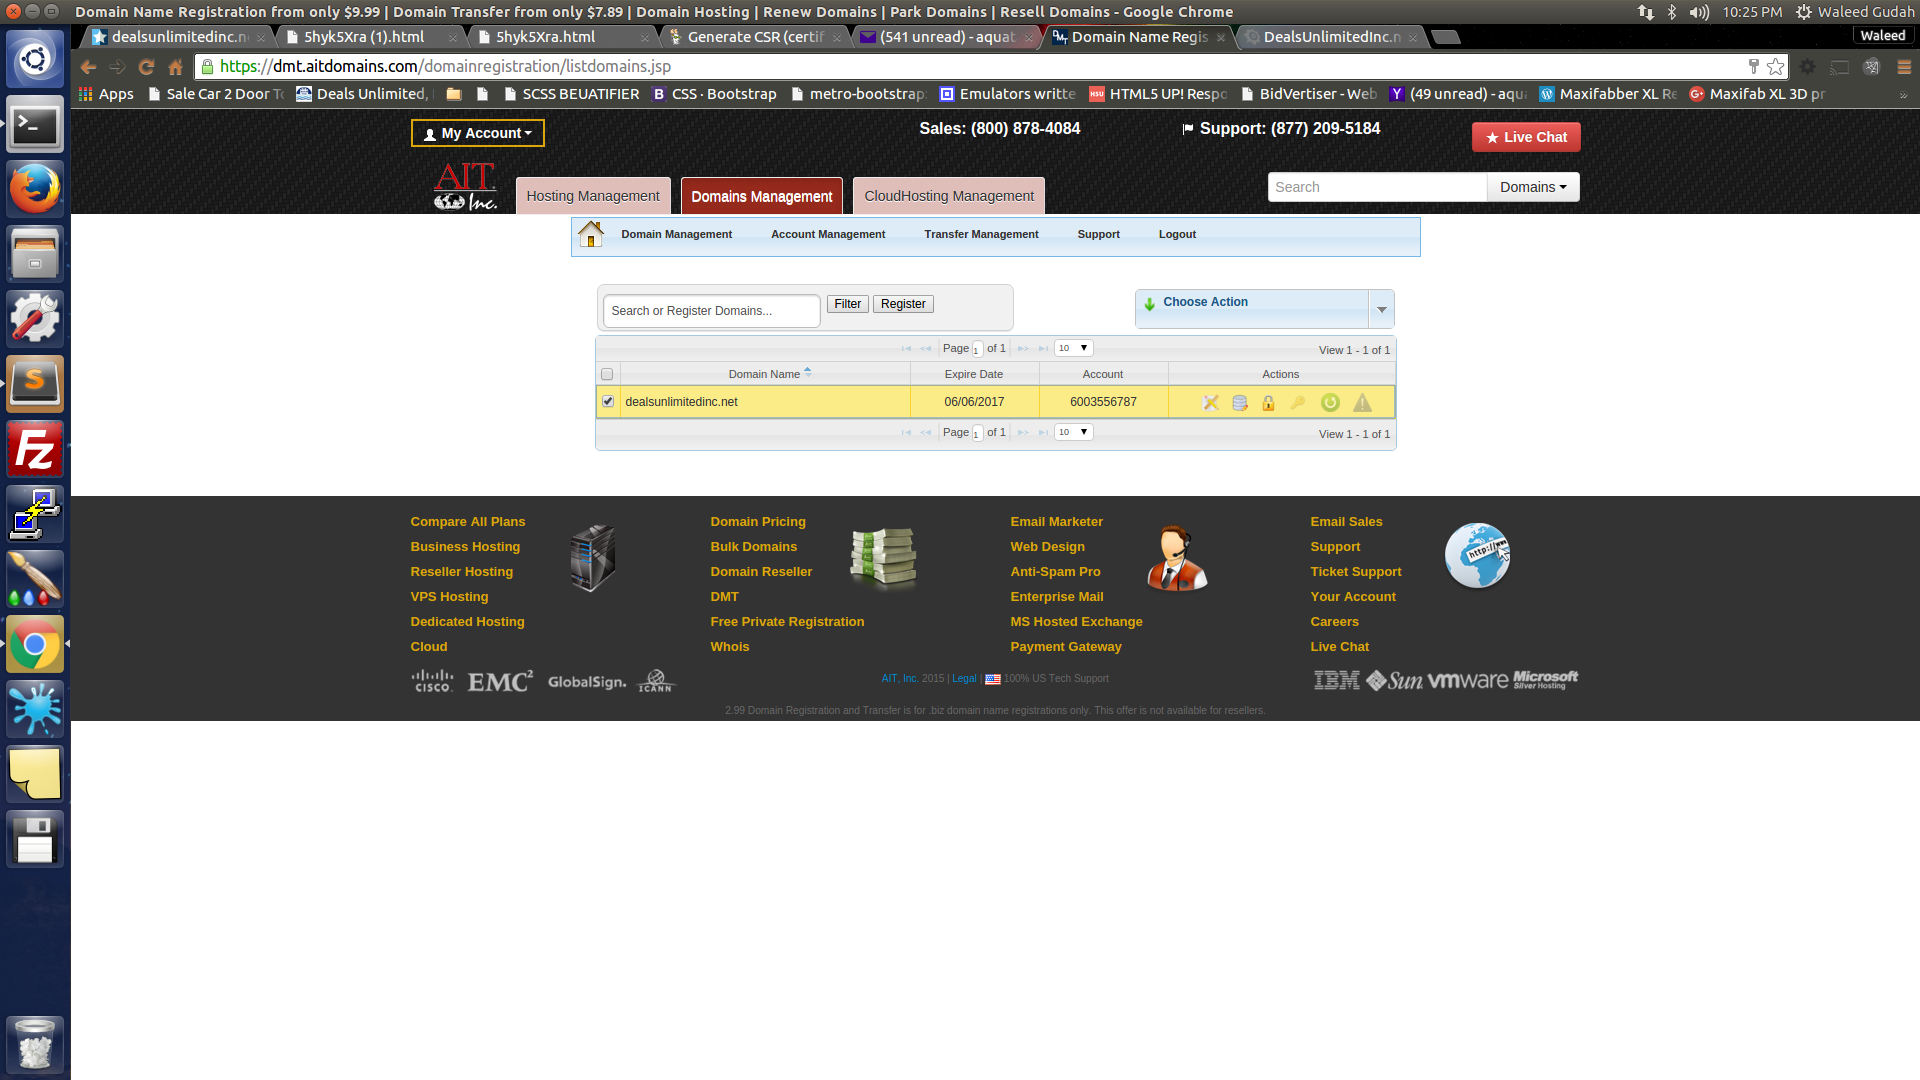 Domain Name Registration from only $9.99 | Domain Transfer from only $7.89 | Domain Hosting | Renew Domains | Park Domains | Resell Domains - Google Chrome
10:25 PM Waleed Gudah
dealsunlimitedinc.n 5hyk5Xra (1).html 5hyk5Xra.html Generate CSR (certif (541 unread) - aquat Domain Name Regis DealsUnlimitedInc.n Waleed
https://dmt.aitdomains.com/domainregistration/listdomains.jsp
Apps Sale Car 2 Door To Deals Unlimited, SCSS BEUATIFIER CSS · Bootstrap metro-bootstrap Emulators writte HTML5 UP! Respo BidVertiser - Web (49 unread) - aqu Maxifabber XL Re Maxifab XL 3D pr »
My Account
Sales: (800) 878-4084
Support: (877) 209-5184
Live Chat
AIT Inc.
Hosting Management Domains Management CloudHosting Management
Search Domains
Domain Management Account Management Transfer Management Support Logout
Search or Register Domains... Filter Register
Choose Action
Page 1 of 1 10 View 1 - 1 of 1
Domain Name Expire Date Account Actions
dealsunlimitedinc.net 06/06/2017 6003556787
Page 1 of 1 10 View 1 - 1 of 1
Compare All Plans
Business Hosting
Reseller Hosting
VPS Hosting
Dedicated Hosting
Cloud
Domain Pricing
Bulk Domains
Domain Reseller
DMT
Free Private Registration
Whois
Email Marketer
Web Design
Anti-Spam Pro
Enterprise Mail
MS Hosted Exchange
Payment Gateway
Email Sales
Support
Ticket Support
Your Account
Careers
Live Chat
http://www
CISCO EMC² GlobalSign. ICANN
AIT, Inc. 2015 | Legal | 100% US Tech Support
IBM Sun vmware Microsoft Silver Hosting
2.99 Domain Registration and Transfer is for .biz domain name registrations only. This offer is not available for resellers.